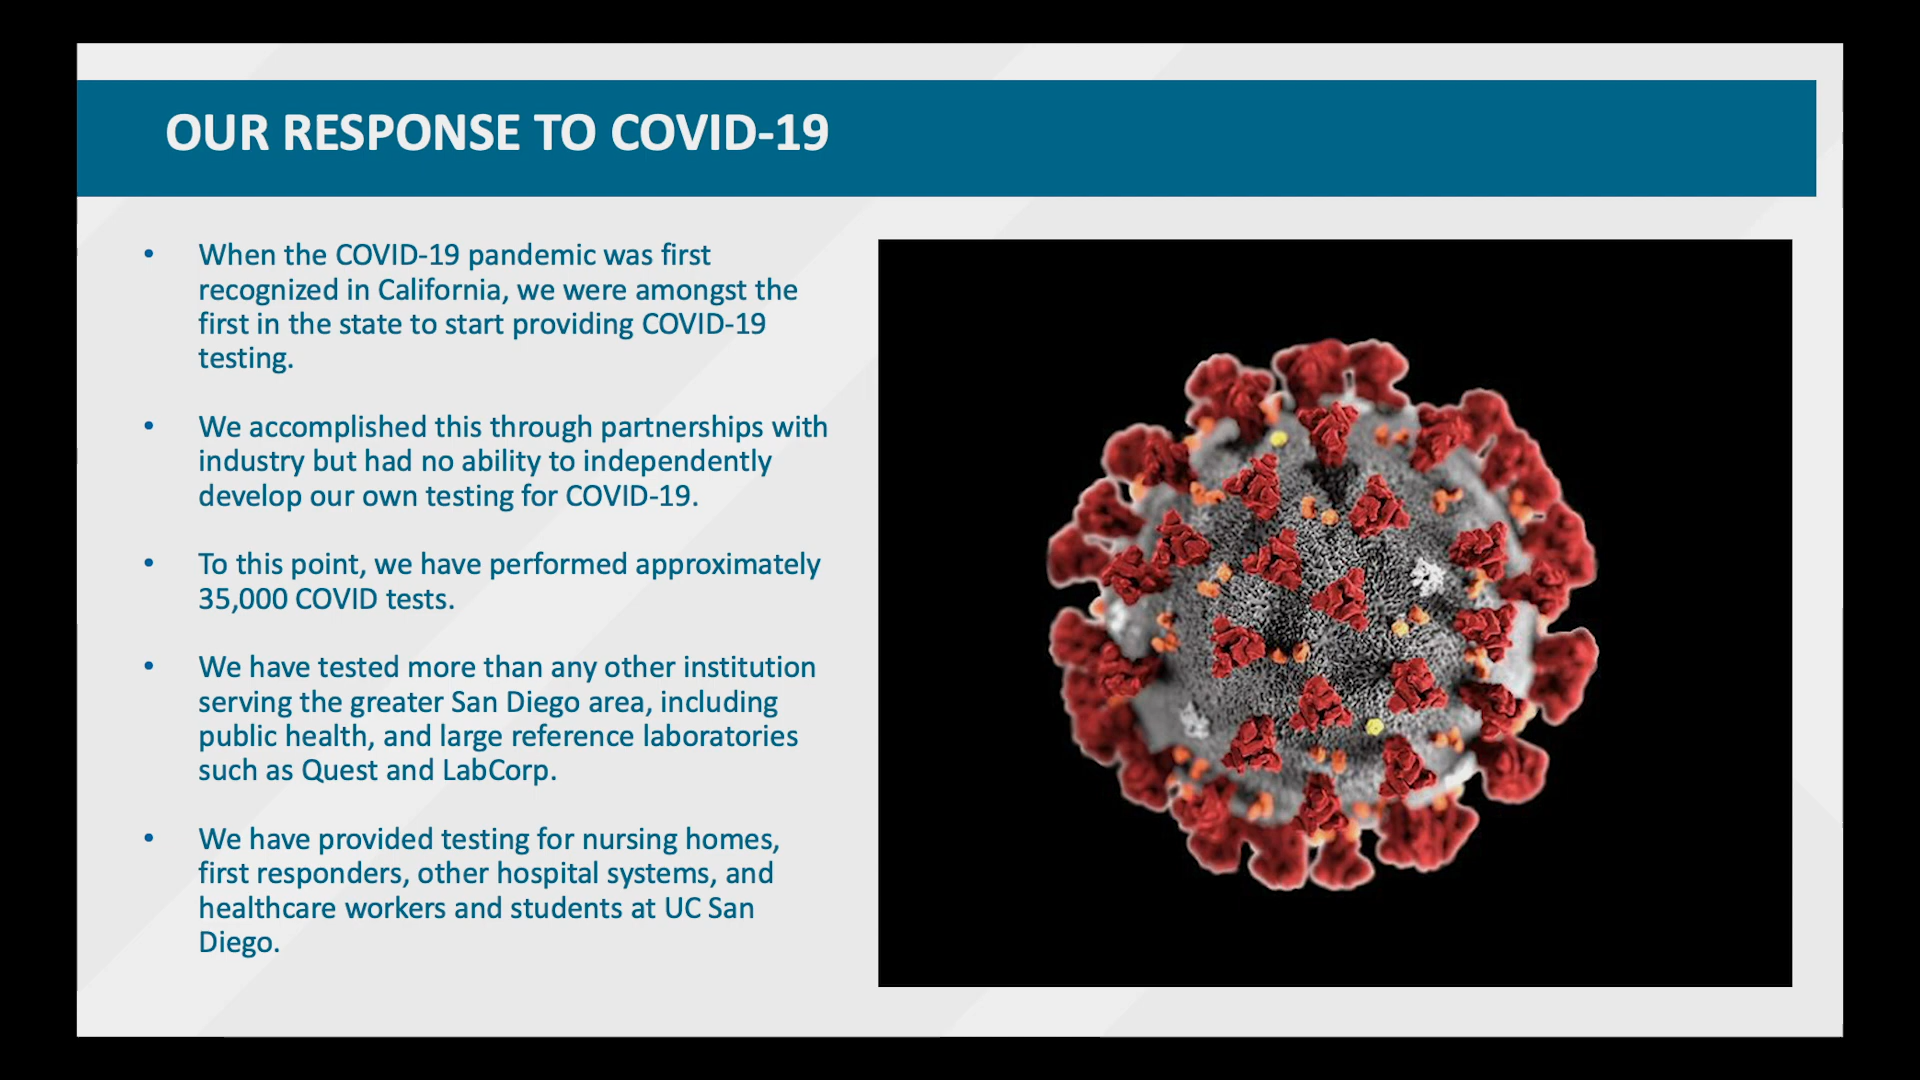 OUR RESPONSE TO COVID-19
• When the COVID-19 pandemic was first
recognized in California, we were amongst the
first in the state to start providing COVID-19
testing.
• We accomplished this through partnerships with
industry but had no ability to independently
develop our own testing for COVID-19.
• To this point, we have performed approximately
35,000 COVID tests.
• We have tested more than any other institution
serving the greater San Diego area, including
public health, and large reference laboratories
such as Quest and LabCorp.
• We have provided testing for nursing homes,
first responders, other hospital systems, and
healthcare workers and students at UC San
Diego.